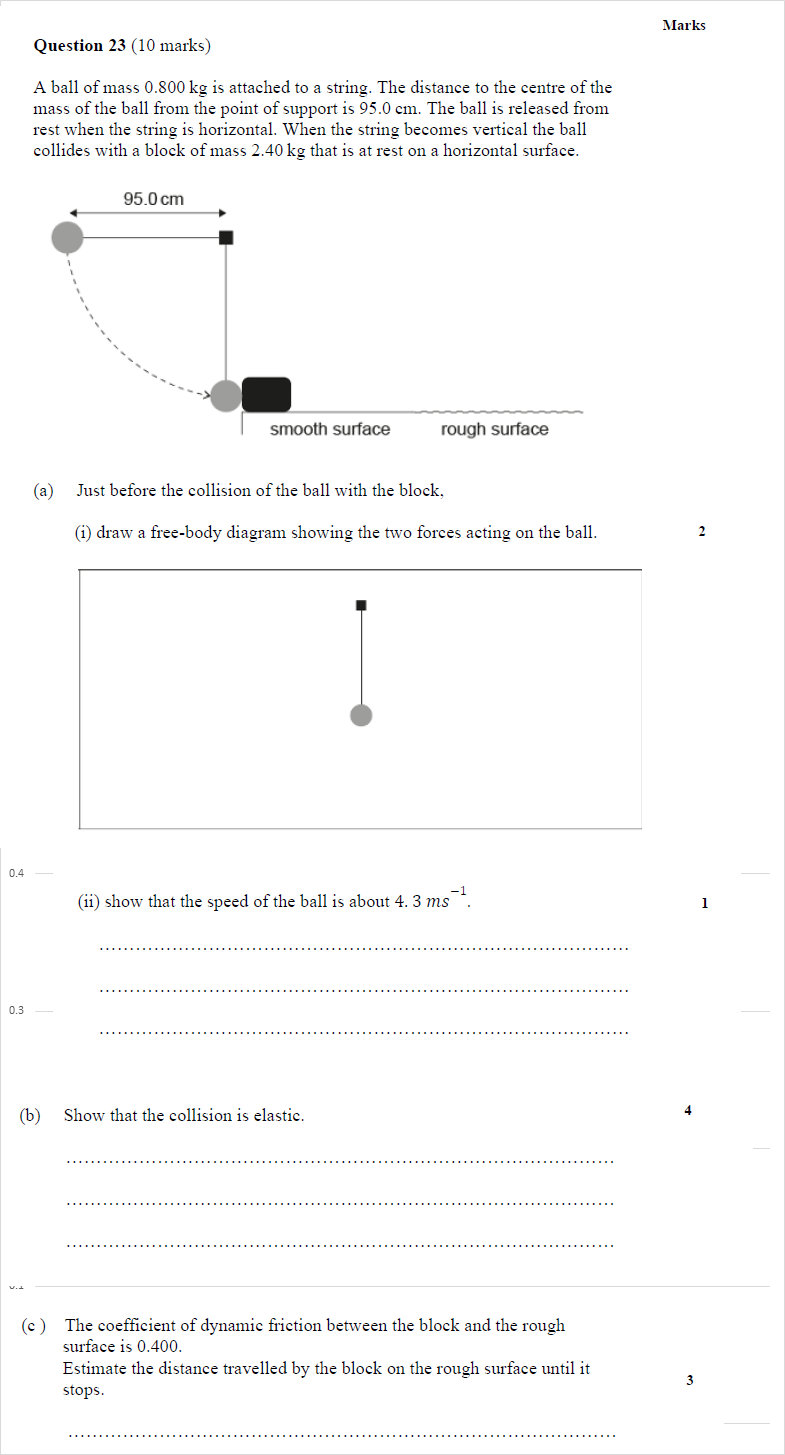 Marks
Question 23 (10 marks)
A ball of mass 0.800 kg is attached to a string. The distance to the centre of the
mass of the ball from the point of support is 95.0 cm. The ball is released from
rest when the string is horizontal. When the string becomes vertical the ball
collides with a block of mass 2.40 kg that is at rest on a horizontal surface.
95.0 cm
smooth surface rough surface
(a) Just before the collision of the ball with the block,
(i) draw a free-body diagram showing the two forces acting on the ball. 2
0.4
(ii) show that the speed of the ball is about 4. 3 ms⁻¹. 1
0.3
(b) Show that the collision is elastic. 4
(c ) The coefficient of dynamic friction between the block and the rough
surface is 0.400.
Estimate the distance travelled by the block on the rough surface until it
stops. 3